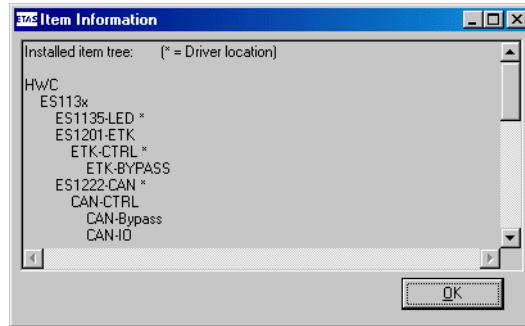 ETAS Item Information
Installed item tree: (* = Driver location)
HWC
ES113x
ES1135-LED *
ES1201-ETK
ETK-CTRL *
ETK-BYPASS
ES1222-CAN *
CAN-CTRL
CAN-Bypass
CAN-IO
OK